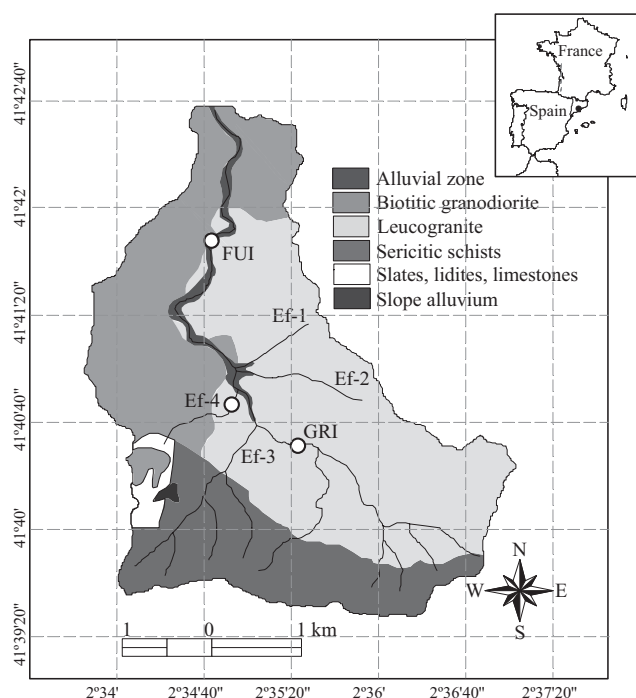 France
Spain
41°42'40"
41°42'
41°41'20"
41°40'40"
41°40'
41°39'20"
Alluvial zone
Biotitic granodiorite
Leucogranite
Sericitic schists
Slates, lidites, limestones
Slope alluvium
FUI
Ef-1
Ef-2
Ef-4
GRI
Ef-3
N
W E
S
1 0 1 km
2°34' 2°34'40" 2°35'20" 2°36' 2°36'40" 2°37'20"